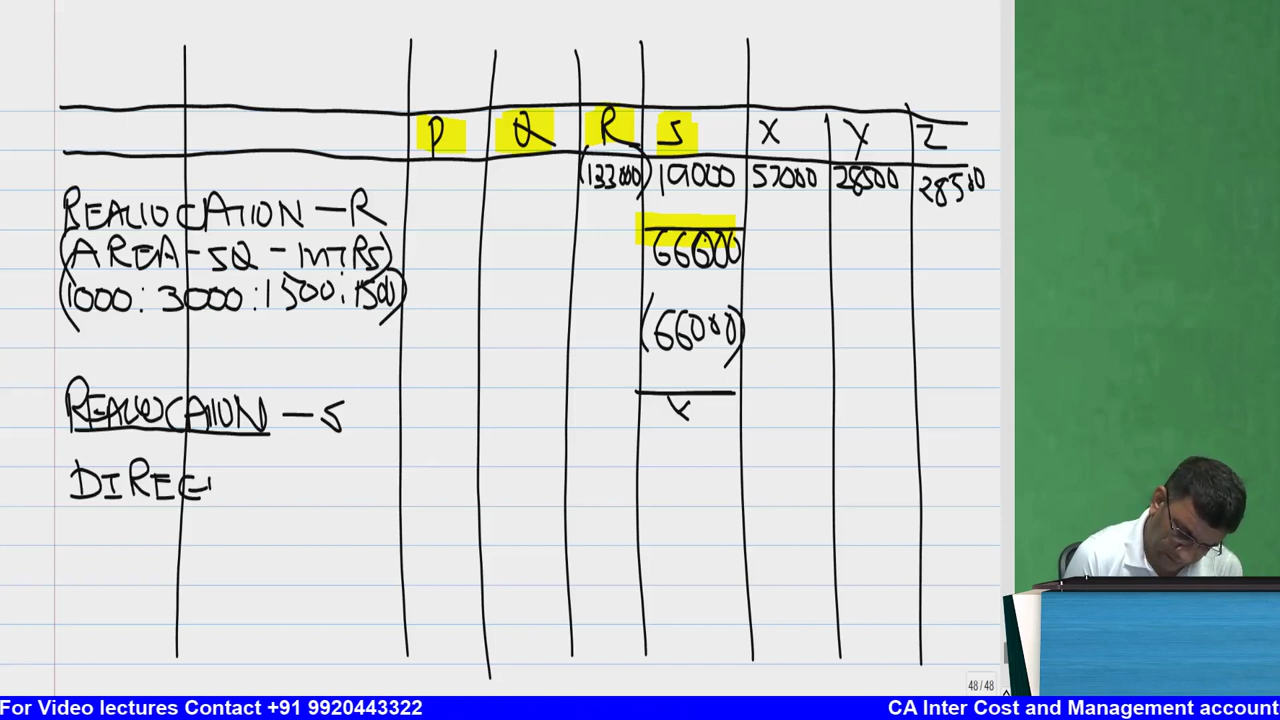 P Q R S X Y Z
(133000) 19000 57000 28500 28500
REALLOCATION - R
(AREA - SQ - MTRS) 66000
(1000 : 3000 : 1500 : 1500)
(66000)
REALLOCATION - S X
DIREC
48 / 48
For Video lectures Contact +91 9920443322 CA Inter Cost and Management account